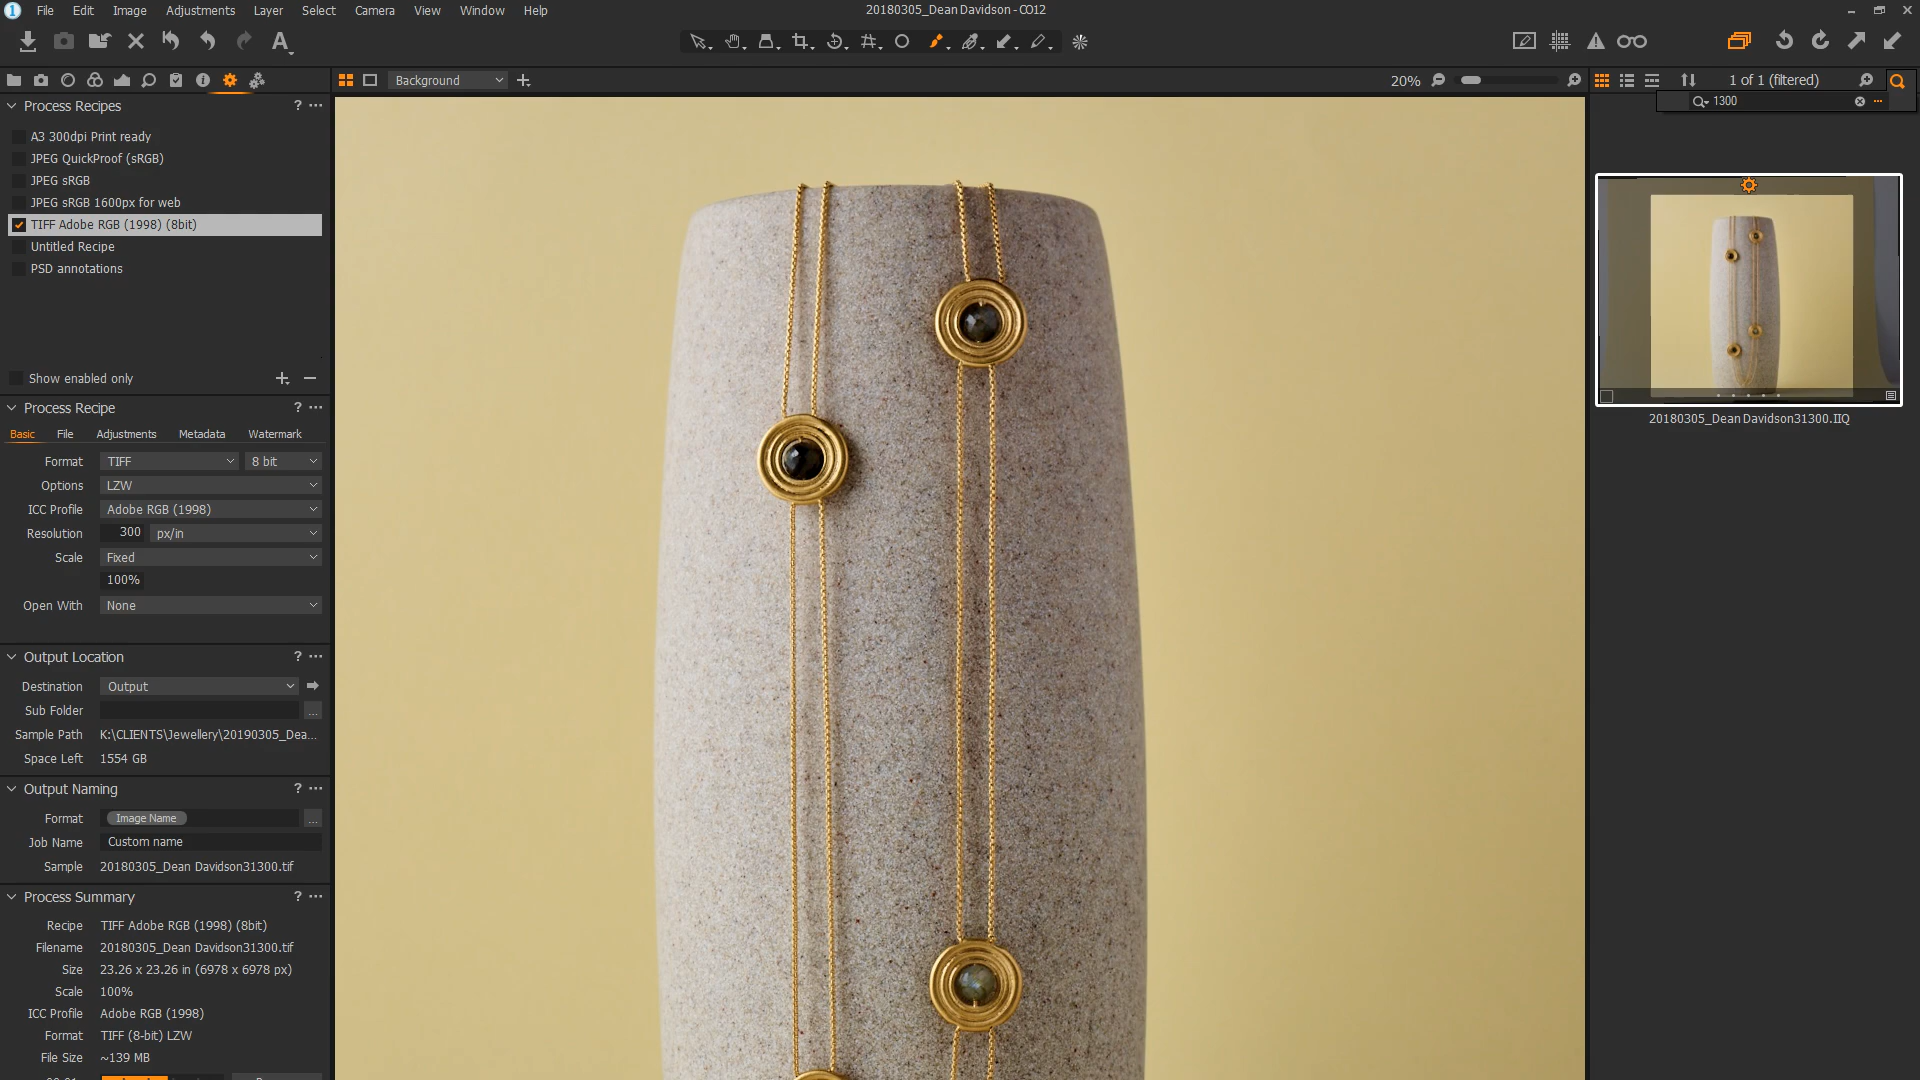 File Edit Image Adjustments Layer Select Camera View Window Help
20180305_Dean Davidson - CO12
Background
20%
1 of 1 (filtered)
1300
Process Recipes
A3 300dpi Print ready
JPEG QuickProof (sRGB)
JPEG sRGB
JPEG sRGB 1600px for web
TIFF Adobe RGB (1998) (8bit)
Untitled Recipe
PSD annotations
Show enabled only
Process Recipe
Basic File Adjustments Metadata Watermark
Format TIFF 8 bit
Options LZW
ICC Profile Adobe RGB (1998)
Resolution 300 px/in
Scale Fixed
100%
Open With None
Output Location
Destination Output
Sub Folder
Sample Path K:\CLIENTS\Jewellery\20190305_Dea...
Space Left 1554 GB
Output Naming
Format Image Name
Job Name Custom name
Sample 20180305_Dean Davidson31300.tif
Process Summary
Recipe TIFF Adobe RGB (1998) (8bit)
Filename 20180305_Dean Davidson31300.tif
Size 23.26 x 23.26 in (6978 x 6978 px)
Scale 100%
ICC Profile Adobe RGB (1998)
Format TIFF (8-bit) LZW
File Size ~139 MB
20180305_Dean Davidson31300.IIQ